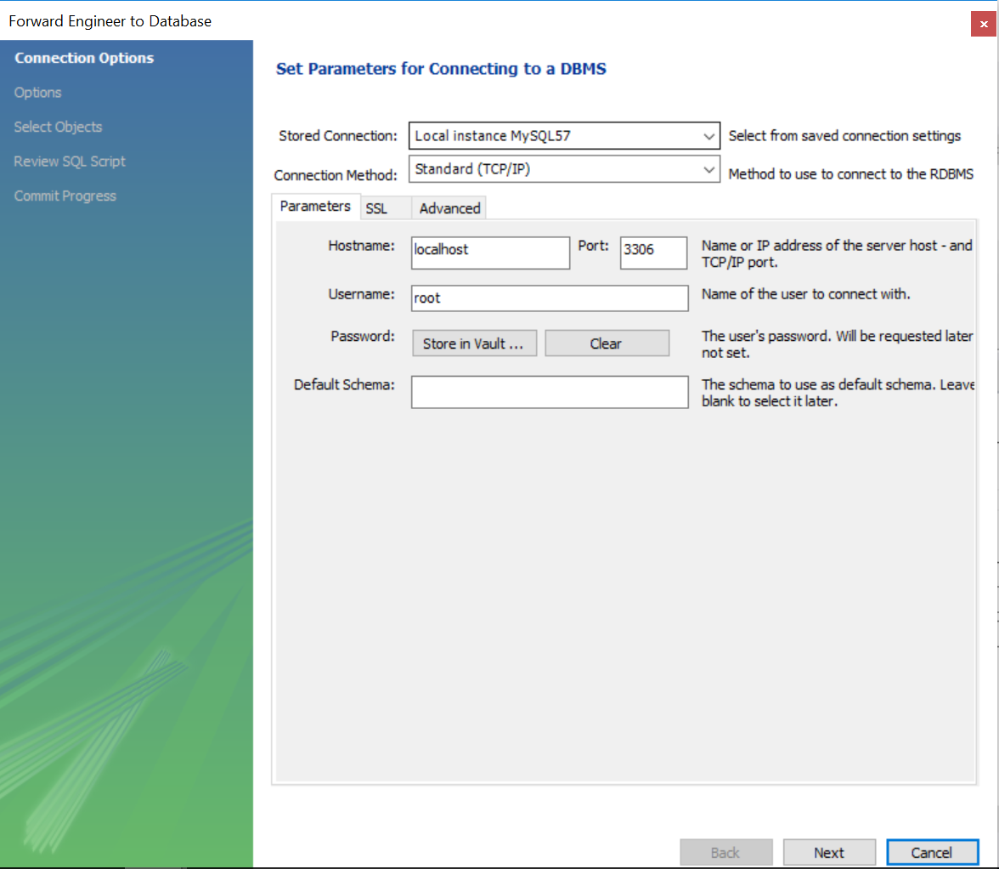 Forward Engineer to Database
Connection Options
Options
Select Objects
Review SQL Script
Commit Progress
Set Parameters for Connecting to a DBMS
Stored Connection: Local instance MySQL57 Select from saved connection settings
Connection Method: Standard (TCP/IP) Method to use to connect to the RDBMS
Parameters SSL Advanced
Hostname: localhost Port: 3306 Name or IP address of the server host - and
TCP/IP port.
Username: root Name of the user to connect with.
Password: Store in Vault ... Clear The user's password. Will be requested later
not set.
Default Schema: The schema to use as default schema. Leave
blank to select it later.
Back Next Cancel